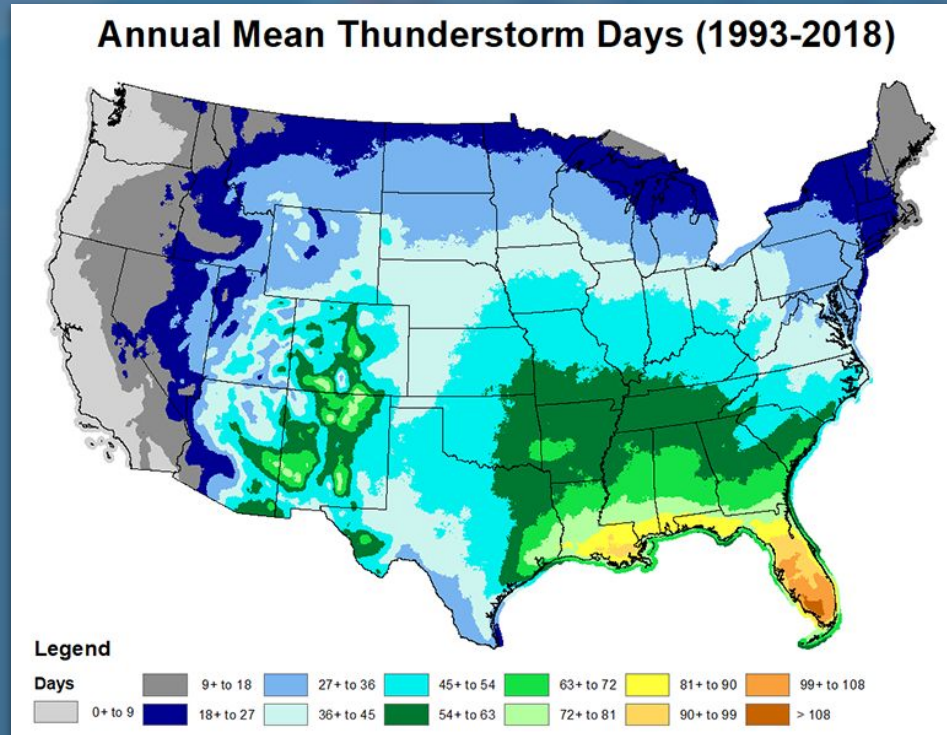 Annual Mean Thunderstorm Days (1993-2018)
Legend
Days
0+ to 9
9+ to 18
18+ to 27
27+ to 36
36+ to 45
45+ to 54
54+ to 63
63+ to 72
72+ to 81
81+ to 90
90+ to 99
99+ to 108
> 108